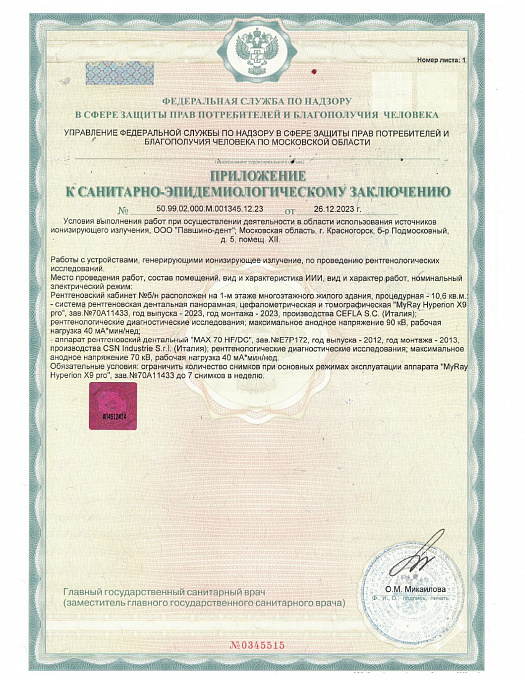 Номер листа: 1
ФЕДЕРАЛЬНАЯ СЛУЖБА ПО НАДЗОРУ
В СФЕРЕ ЗАЩИТЫ ПРАВ ПОТРЕБИТЕЛЕЙ И БЛАГОПОЛУЧИЯ ЧЕЛОВЕКА
УПРАВЛЕНИЕ ФЕДЕРАЛЬНОЙ СЛУЖБЫ ПО НАДЗОРУ В СФЕРЕ ЗАЩИТЫ ПРАВ ПОТРЕБИТЕЛЕЙ И
БЛАГОПОЛУЧИЯ ЧЕЛОВЕКА ПО МОСКОВСКОЙ ОБЛАСТИ
(наименование территориального органа)
ПРИЛОЖЕНИЕ
К САНИТАРНО-ЭПИДЕМИОЛОГИЧЕСКОМУ ЗАКЛЮЧЕНИЮ
№ 50.99.02.000.М.001345.12.23 от 26.12.2023 г.
Условия выполнения работ при осуществлении деятельности в области использования источников
ионизирующего излучения, ООО "Павшино-дент"; Московская область, г. Красногорск, б-р Подмосковный,
д. 5, помещ. XII.
Работы с устройствами, генерирующими ионизирующее излучение, по проведению рентгенологических
исследований.
Место проведения работ, состав помещений, вид и характеристика ИИИ, вид и характер работ, номинальный
электрический режим:
Рентгеновский кабинет №б/н расположен на 1-м этаже многоэтажного жилого здания, процедурная - 10,6 кв.м.:
- система рентгеновская дентальная панорамная, цефалометрическая и томографическая "MyRay Hyperion X9
pro", зав.№70A11433, год выпуска - 2023, год монтажа - 2023, производства CEFLA S.C. (Италия);
рентгенологические диагностические исследования; максимальное анодное напряжение 90 кВ, рабочая
нагрузка 40 мА*мин/нед;
- аппарат рентгеновский дентальный "MAX 70 HF/DC", зав.№E7P172, год выпуска - 2012, год монтажа - 2013,
производства CSN Industrie S.r.l. (Италия); рентгенологические диагностические исследования; максимальное
анодное напряжение 70 кВ, рабочая нагрузка 40 мА*мин/нед.
Обязательные условия: ограничить количество снимков при основных режимах эксплуатации аппарата "MyRay
Hyperion X9 pro", зав.№70A11433 до 7 снимков в неделю.
Главный государственный санитарный врач
(заместитель главного государственного санитарного врача)
О.М. Микаилова
Ф. И. О., подпись, печать
№0345515